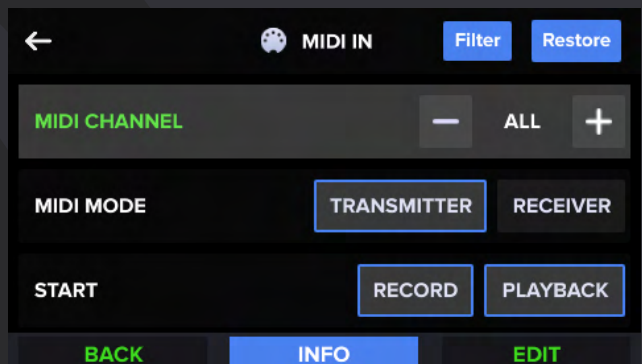 MIDI IN Filter Restore
MIDI CHANNEL ALL
MIDI MODE TRANSMITTER RECEIVER
START RECORD PLAYBACK
BACK INFO EDIT